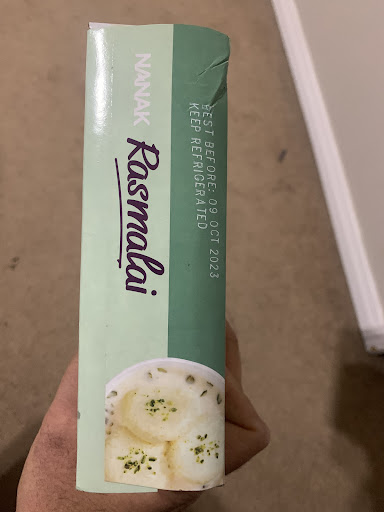 NANAK
Rasmalai
BEST BEFORE: 09 OCT 2023
KEEP REFRIGERATED